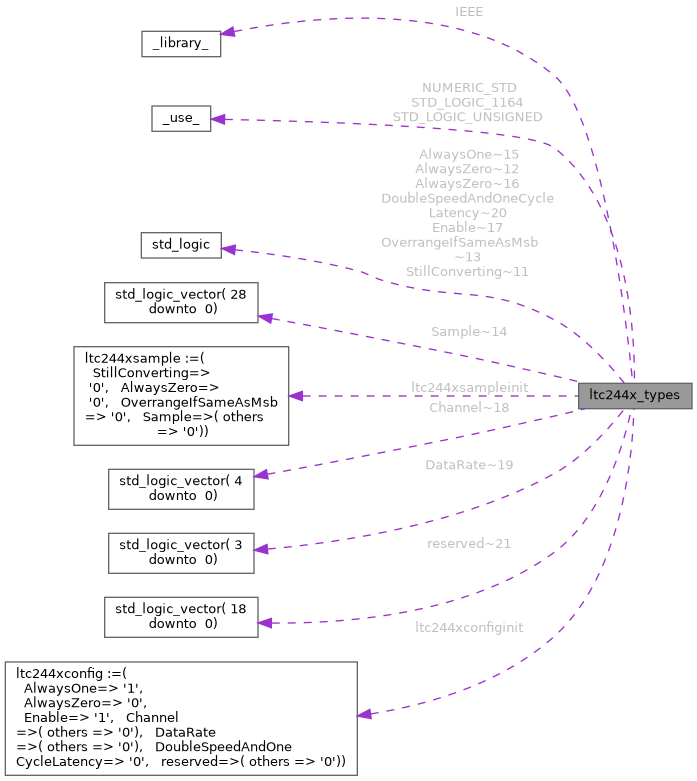 IEEE
_library_
NUMERIC_STD
STD_LOGIC_1164
STD_LOGIC_UNSIGNED
_use_
AlwaysOne~15
AlwaysZero~12
AlwaysZero~16
DoubleSpeedAndOneCycle
Latency~20
Enable~17
OverrangeIfSameAsMsb
~13
StillConverting~11
std_logic
std_logic_vector( 28
downto 0)
Sample~14
ltc244xsample :=(
StillConverting=>
'0', AlwaysZero=>
'0', OverrangeIfSameAsMsb
=> '0', Sample=>( others
=> '0'))
ltc244xsampleinit
ltc244x_types
Channel~18
std_logic_vector( 4
downto 0)
DataRate~19
std_logic_vector( 3
downto 0)
reserved~21
std_logic_vector( 18
downto 0)
ltc244xconfiginit
ltc244xconfig :=(
AlwaysOne=> '1',
AlwaysZero=> '0',
Enable=> '1', Channel
=>( others => '0'), DataRate
=>( others => '0'), DoubleSpeedAndOne
CycleLatency=> '0', reserved=>( others => '0'))